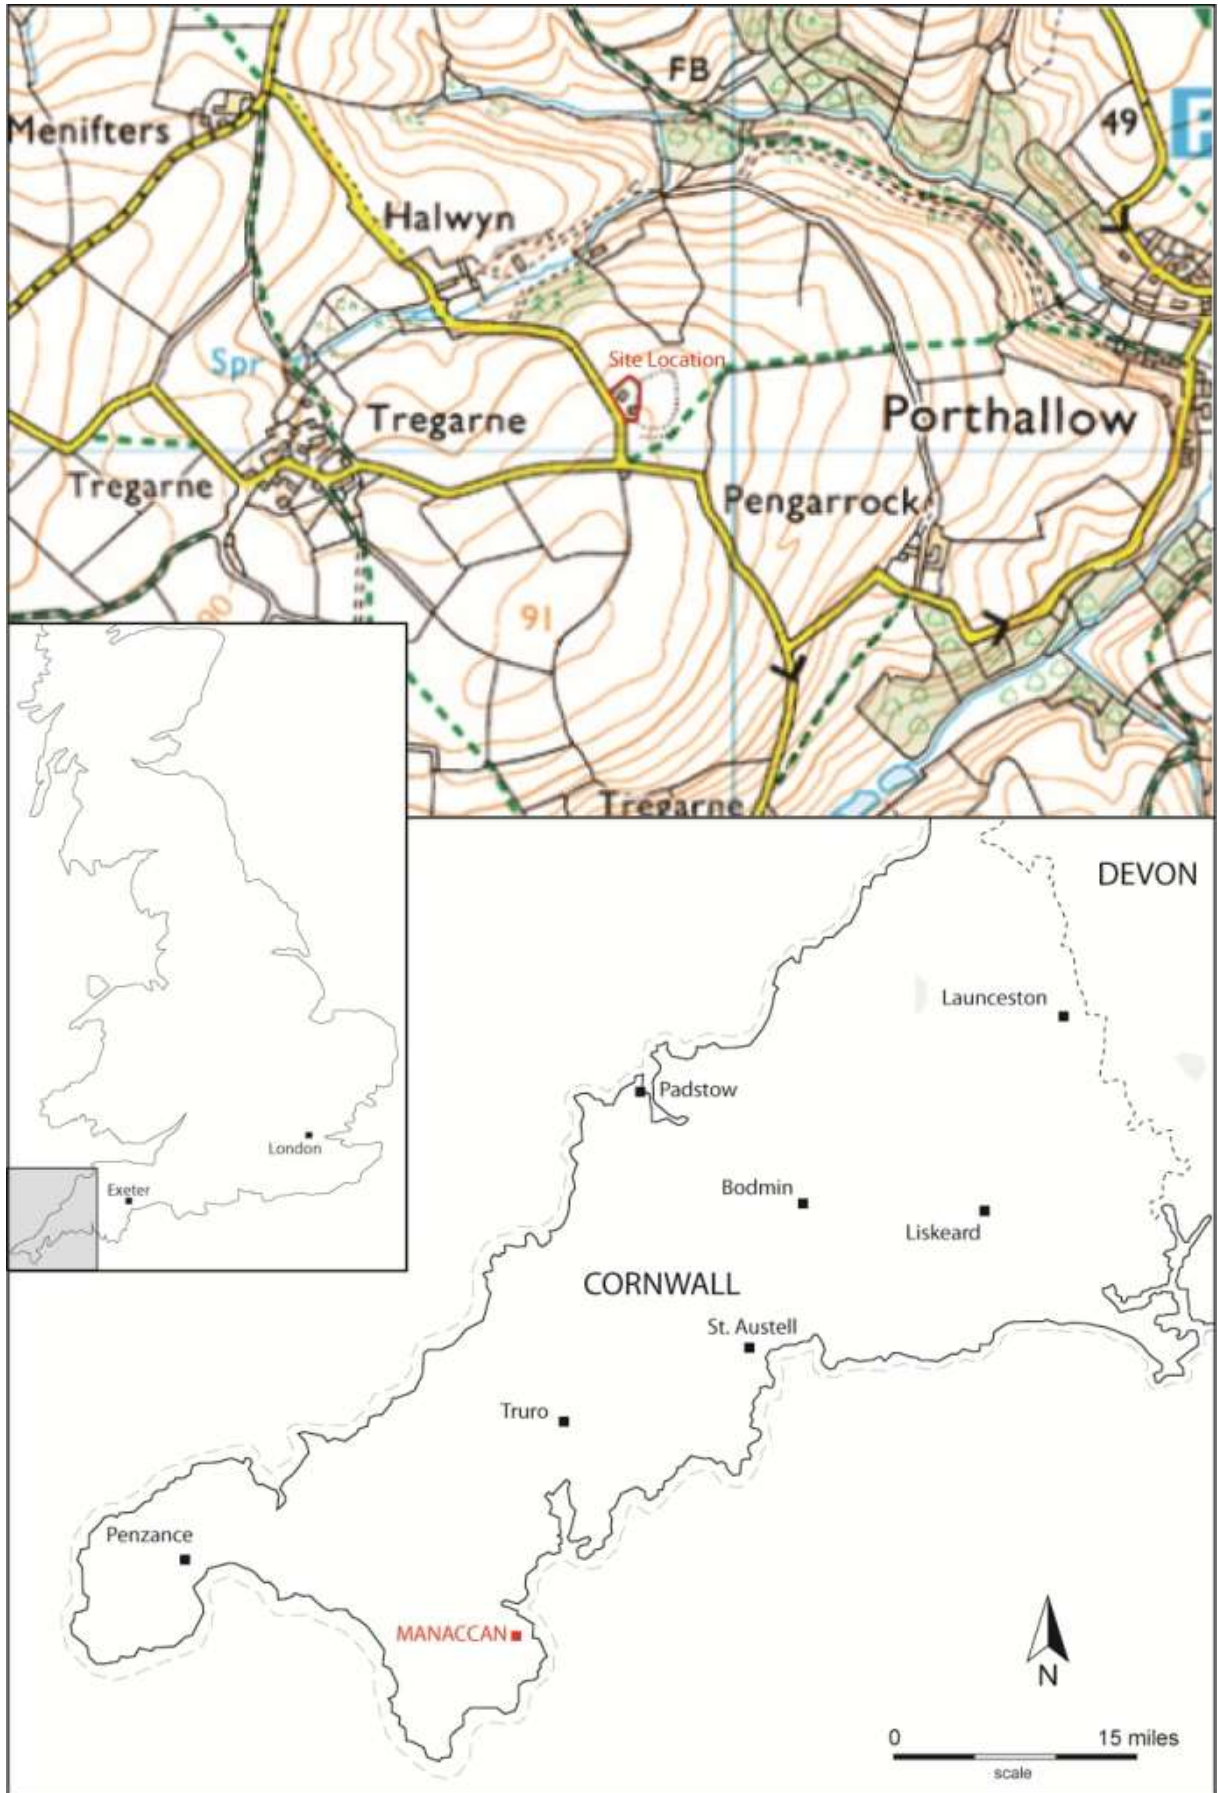 FB
49
P
Menifters
Halwyn
Site Location
Spr
Tregarne
Porthallow
Tregarne
Pengarrock
90
91
Tregarne
DEVON
Launceston
Padstow
London
Bodmin
Exeter
Liskeard
CORNWALL
St. Austell
Truro
Penzance
MANACCAN
N
0 15 miles
scale